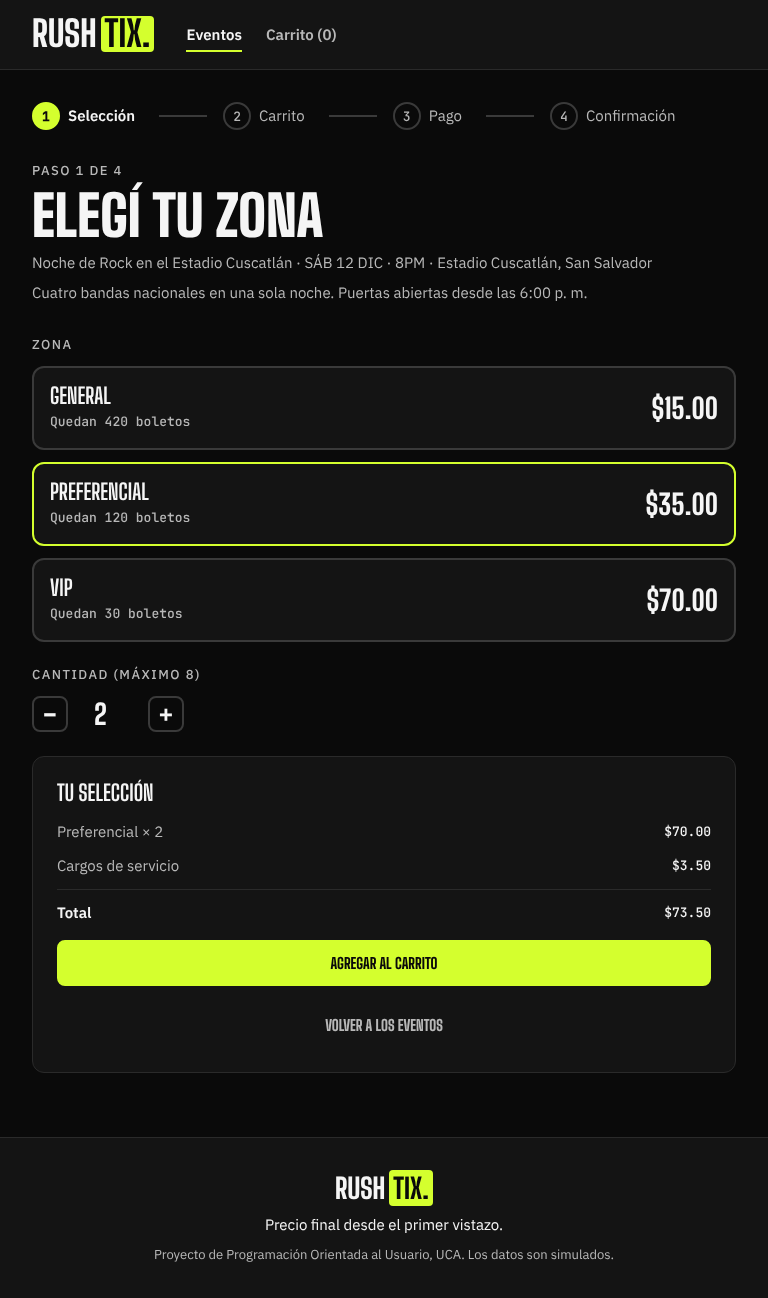 RUSH TIX. Eventos Carrito (0)
1 Selección 2 Carrito 3 Pago 4 Confirmación
PASO 1 DE 4
ELEGÍ TU ZONA
Noche de Rock en el Estadio Cuscatlán · SÁB 12 DIC · 8PM · Estadio Cuscatlán, San Salvador
Cuatro bandas nacionales en una sola noche. Puertas abiertas desde las 6:00 p. m.
ZONA
GENERAL
Quedan 420 boletos
$15.00
PREFERENCIAL
Quedan 120 boletos
$35.00
VIP
Quedan 30 boletos
$70.00
CANTIDAD (MÁXIMO 8)
− 2 +
TU SELECCIÓN
Preferencial × 2 $70.00
Cargos de servicio $3.50
Total $73.50
AGREGAR AL CARRITO
VOLVER A LOS EVENTOS
RUSH TIX.
Precio final desde el primer vistazo.
Proyecto de Programación Orientada al Usuario, UCA. Los datos son simulados.